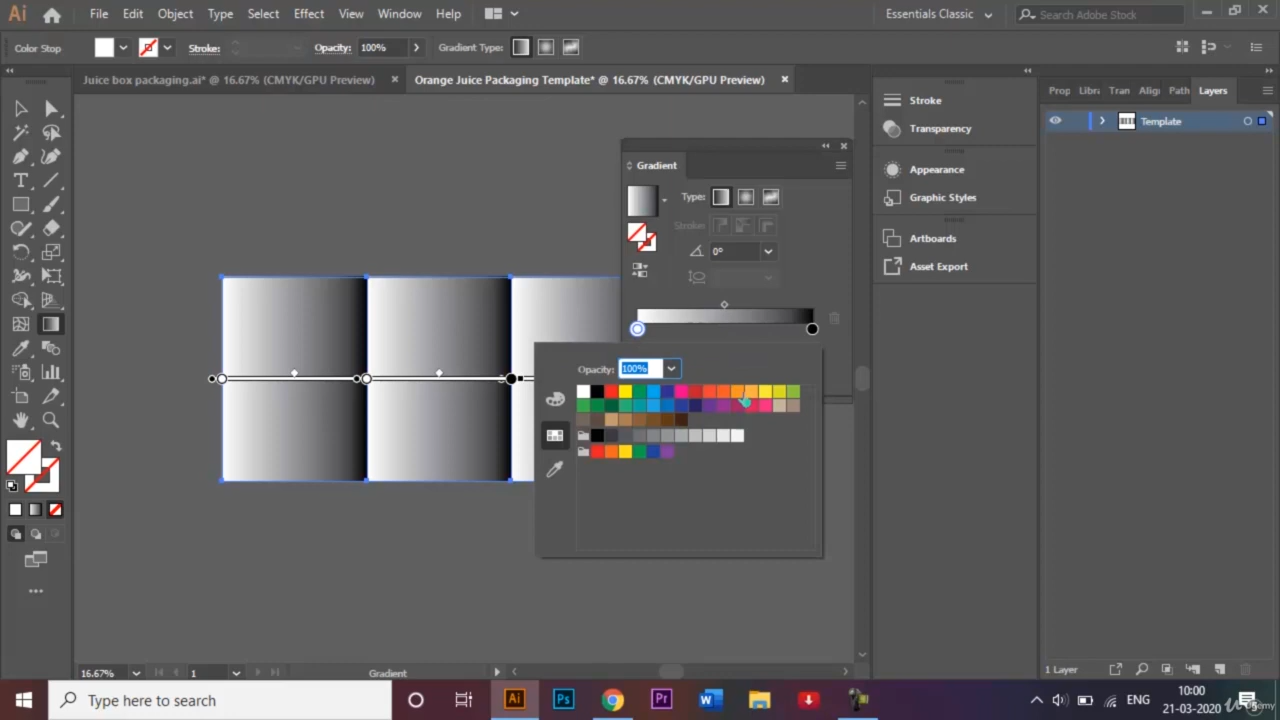 Ai File Edit Object Type Select Effect View Window Help Essentials Classic Search Adobe Stock
Color Stop Stroke: Opacity: 100% Gradient Type:
Juice box packaging.ai* @ 16.67% (CMYK/GPU Preview) Orange Juice Packaging Template* @ 16.67% (CMYK/GPU Preview)
Prop Libra Tran Align Path Layers
Stroke
Transparency
Appearance
Graphic Styles
Artboards
Asset Export
Template
Gradient
Type:
Stroke:
0°
Opacity: 100%
16.67% 1 Gradient
1 Layer
Type here to search
Ai Ps Pr W
ENG
10:00
21-03-2020